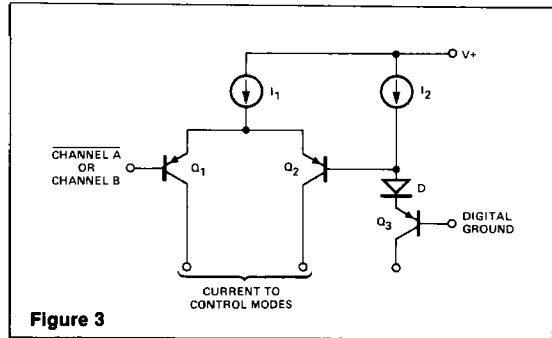 V+
I1
I2
CHANNEL A
OR
CHANNEL B
Q1
Q2
D
Q3
DIGITAL
GROUND
CURRENT TO
CONTROL MODES
Figure 3